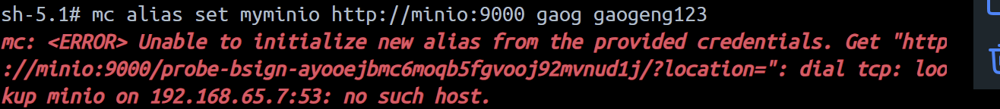 sh-5.1# mc alias set myminio http://minio:9000 gaog gaogeng123
mc: <ERROR> Unable to initialize new alias from the provided credentials. Get "http
://minio:9000/probe-bsign-ayooejbmc6moqb5fgvooj92mvnud1j/?location=": dial tcp: loo
kup minio on 192.168.65.7:53: no such host.